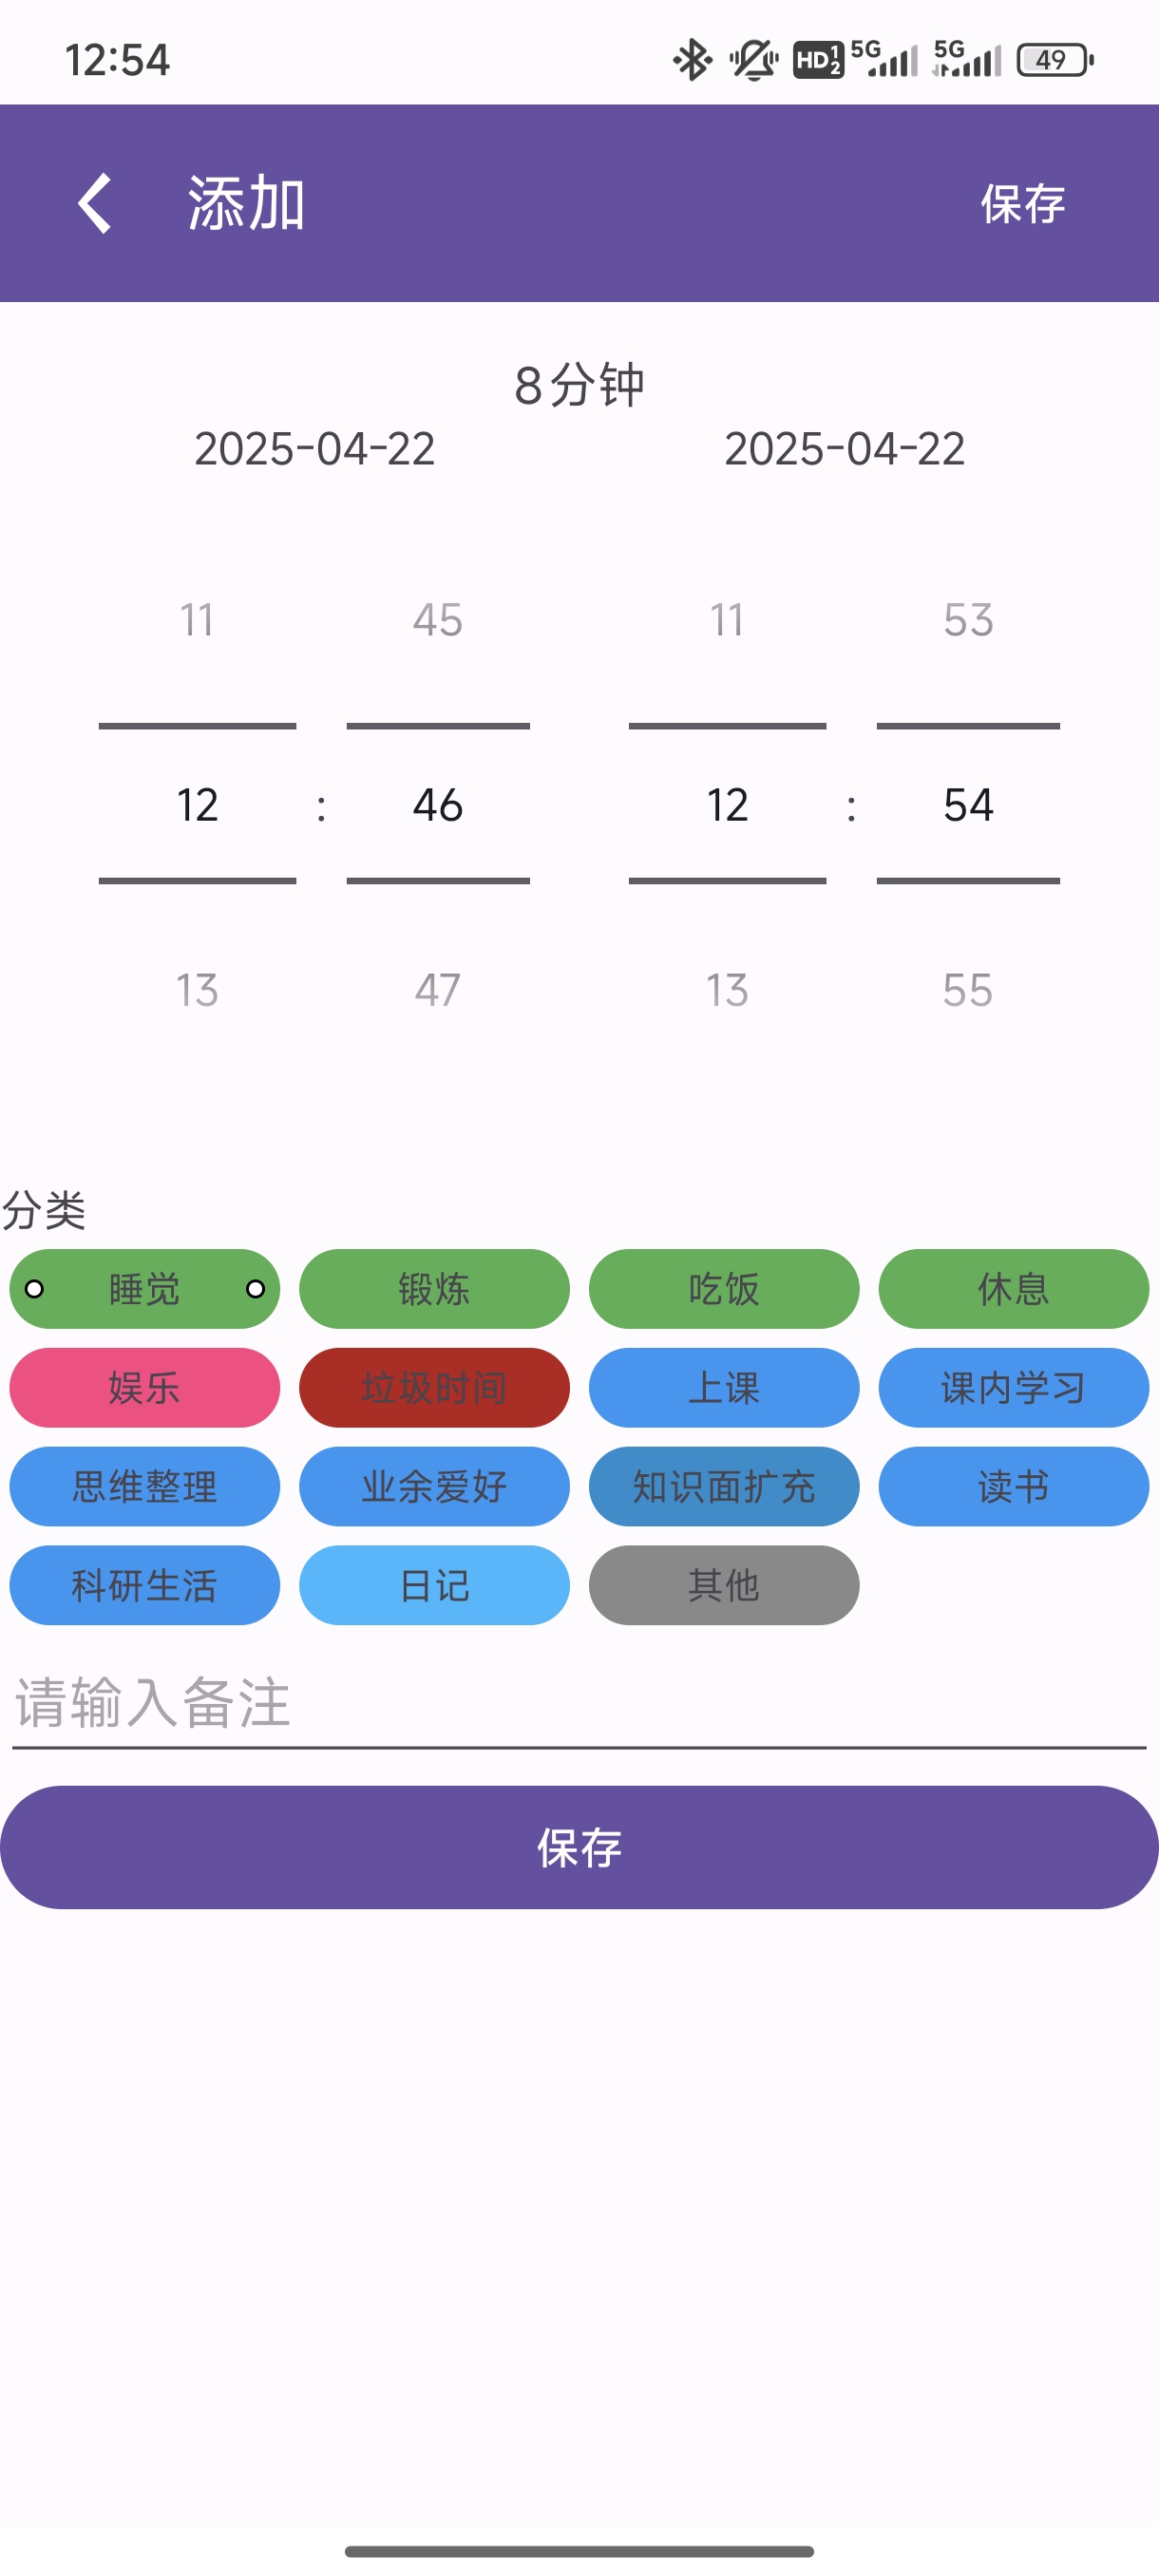 12:54 HD 1 2 5G 5G 49
添加 保存
8分钟
2025-04-22 2025-04-22
11 45 11 53
12 : 46 12 : 54
13 47 13 55
分类
睡觉 锻炼 吃饭 休息
娱乐 垃圾时间 上课 课内学习
思维整理 业余爱好 知识面扩充 读书
科研生活 日记 其他
请输入备注
保存